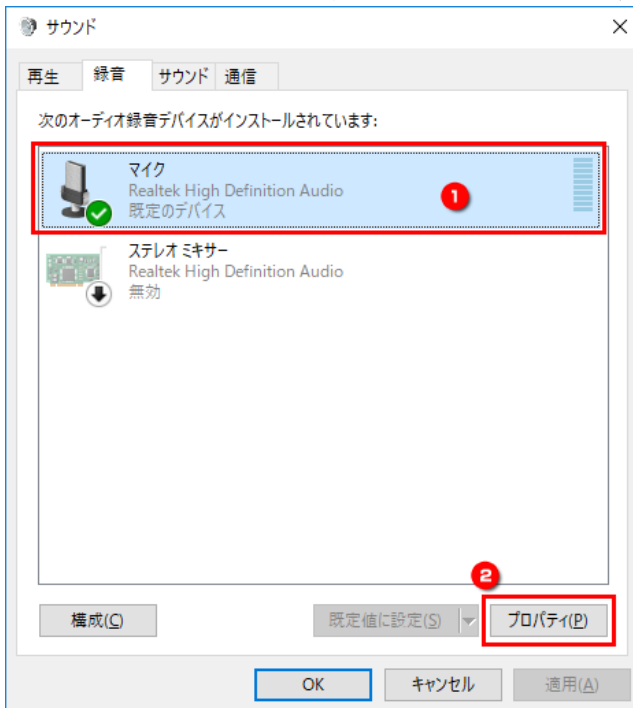 サウンド
再生 録音 サウンド 通信
次のオーディオ録音デバイスがインストールされています:
マイク
Realtek High Definition Audio
既定のデバイス
1
ステレオ ミキサー
Realtek High Definition Audio
無効
2
構成(C) 既定値に設定(S) プロパティ(P)
OK キャンセル 適用(A)